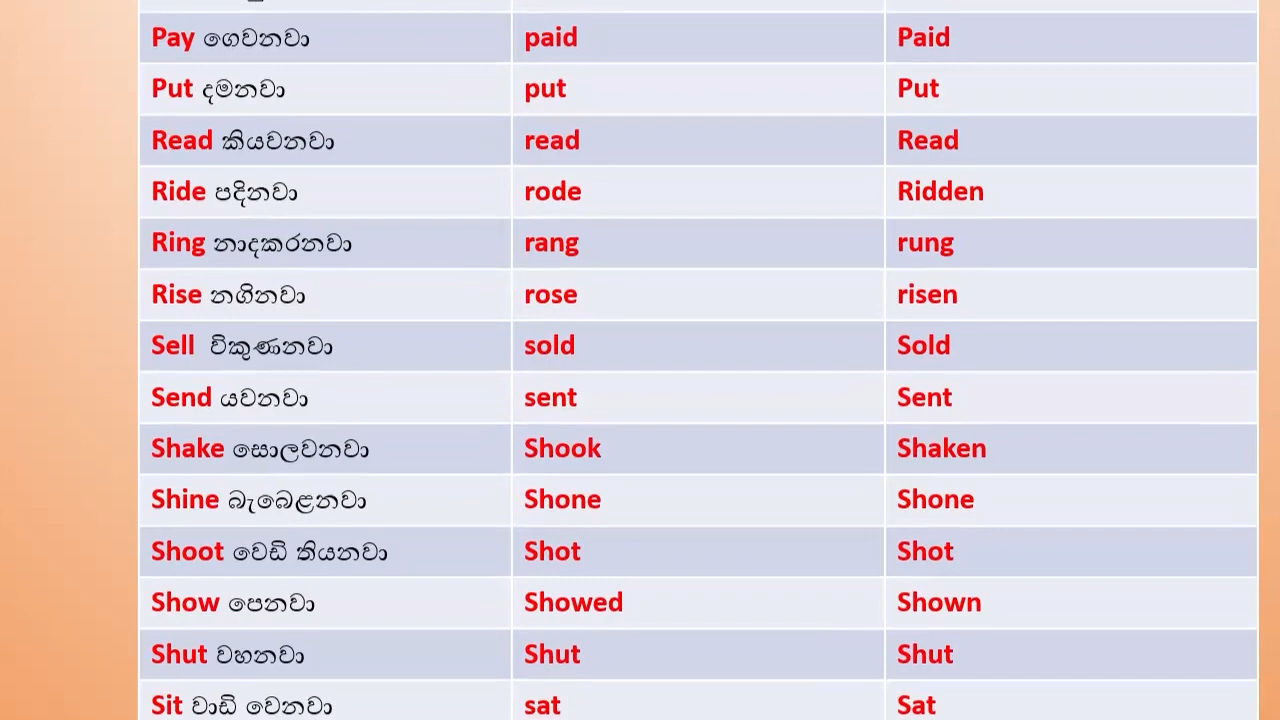 Pay ගෙවනවා paid Paid
Put දමනවා put Put
Read කියවනවා read Read
Ride පදිනවා rode Ridden
Ring නාදකරනවා rang rung
Rise නගිනවා rose risen
Sell විකුණනවා sold Sold
Send යවනවා sent Sent
Shake සොලවනවා Shook Shaken
Shine බැබෙළනවා Shone Shone
Shoot වෙඩි තියනවා Shot Shot
Show පෙනවා Showed Shown
Shut වහනවා Shut Shut
Sit වාඩි වෙනවා sat Sat